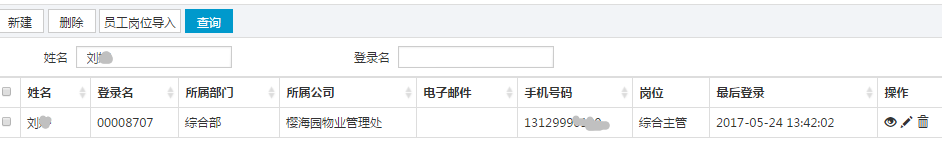 新建 删除 员工岗位导入 查询
姓名 刘 登录名
姓名 登录名 所属部门 所属公司 电子邮件 手机号码 岗位 最后登录 操作
刘 00008707 综合部 樱海园物业管理处 1312999 综合主管 2017-05-24 13:42:02